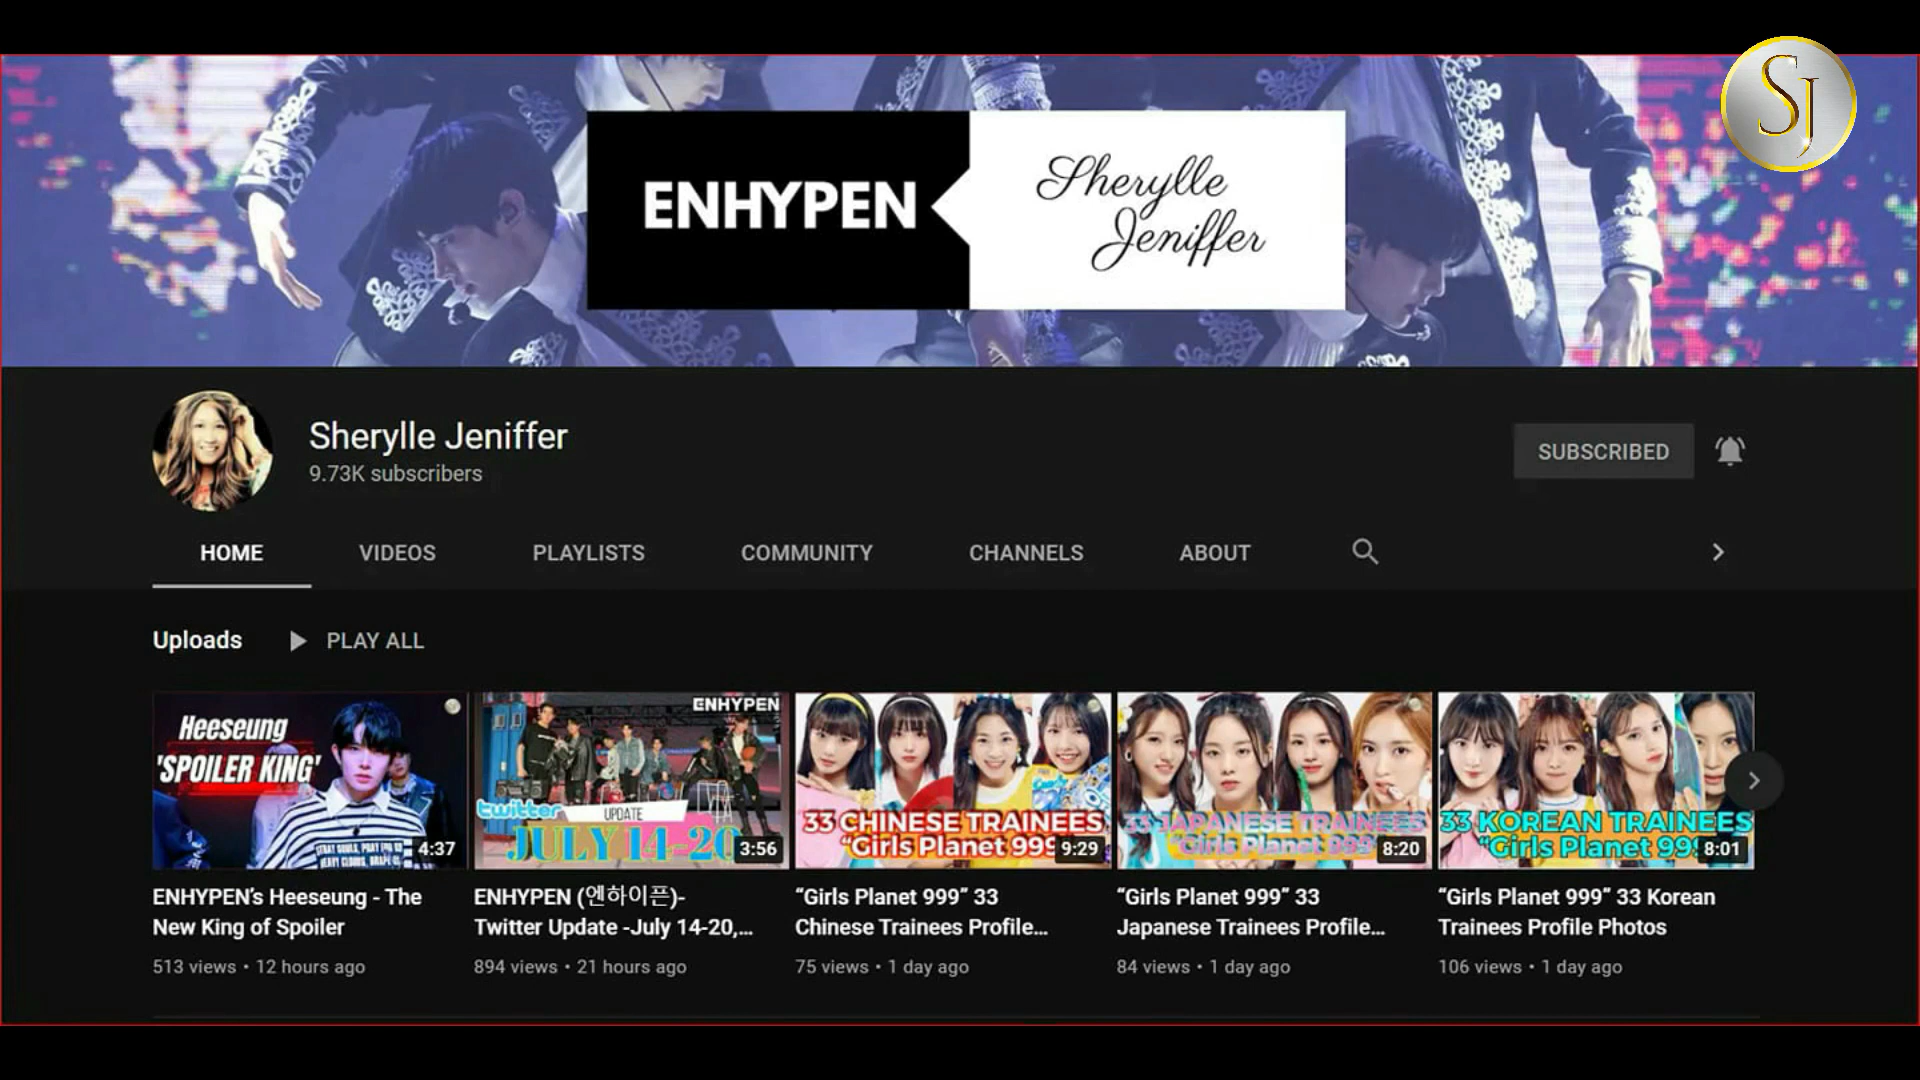 SJ
ENHYPEN
Sherylle
Jeniffer
Sherylle Jeniffer
9.73K subscribers
SUBSCRIBED
HOME
VIDEOS
PLAYLISTS
COMMUNITY
CHANNELS
ABOUT
Uploads
PLAY ALL
Heeseung
'SPOILER KING'
4:37
ENHYPEN
twitter
UPDATE
JULY 14-20
3:56
33 CHINESE TRAINEES
"Girls Planet 999
9:29
33 JAPANESE TRAINEES
"Girls Planet 999
8:20
33 KOREAN TRAINEES
"Girls Planet 999
8:01
ENHYPEN’s Heeseung - The
New King of Spoiler
513 views • 12 hours ago
ENHYPEN (엔하이픈)-
Twitter Update -July 14-20,...
894 views • 21 hours ago
“Girls Planet 999” 33
Chinese Trainees Profile...
75 views • 1 day ago
“Girls Planet 999” 33
Japanese Trainees Profile...
84 views • 1 day ago
“Girls Planet 999” 33 Korean
Trainees Profile Photos
106 views • 1 day ago